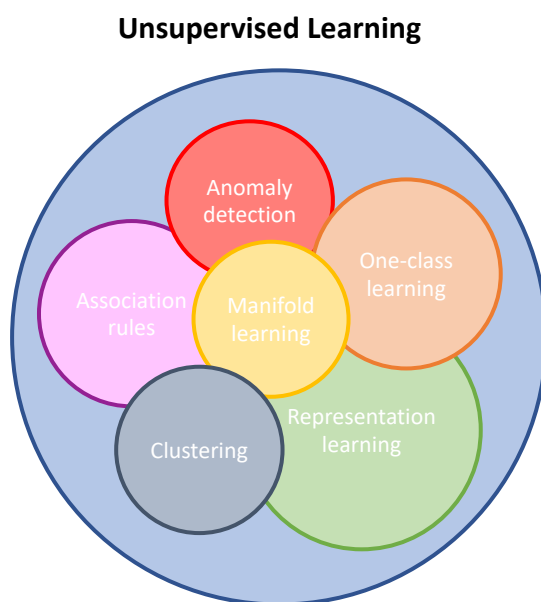 Unsupervised Learning
Anomaly
detection
One-class
learning
Association
rules
Manifold
learning
Representation
learning
Clustering